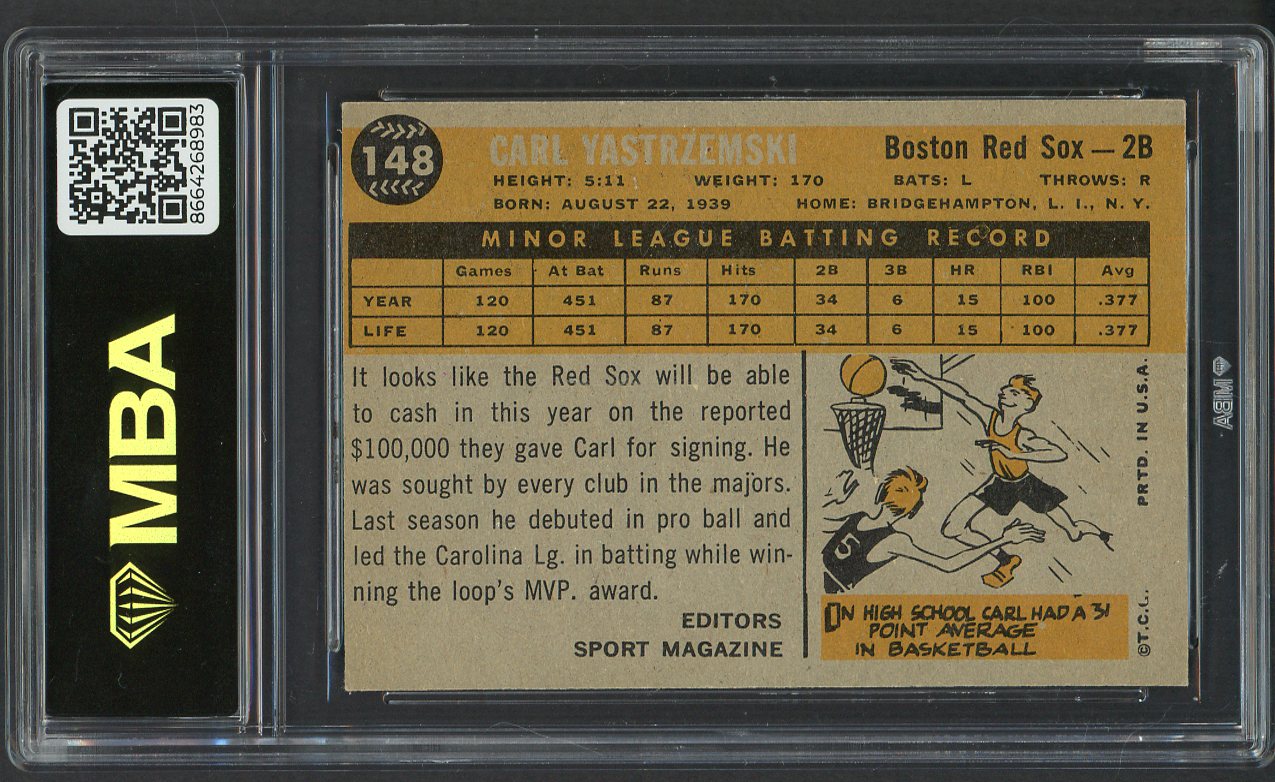 8664268983
MBA
148
CARL YASTRZEMSKI
Boston Red Sox — 2B
HEIGHT: 5:11 WEIGHT: 170 BATS: L THROWS: R
BORN: AUGUST 22, 1939 HOME: BRIDGEHAMPTON, L. I., N. Y.
MINOR LEAGUE BATTING RECORD
Games At Bat Runs Hits 2B 3B HR RBI Avg
YEAR 120 451 87 170 34 6 15 100 .377
LIFE 120 451 87 170 34 6 15 100 .377
It looks like the Red Sox will be able
to cash in this year on the reported
$100,000 they gave Carl for signing. He
was sought by every club in the majors.
Last season he debuted in pro ball and
led the Carolina Lg. in batting while win-
ning the loop's MVP. award.
EDITORS
SPORT MAGAZINE
5
IN HIGH SCHOOL CARL HAD A 31
POINT AVERAGE
IN BASKETBALL
©T.C.G. PRTD. IN U.S.A.
MBA